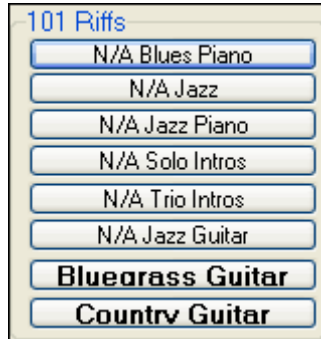 101 Riffs
N/A Blues Piano
N/A Jazz
N/A Jazz Piano
N/A Solo Intros
N/A Trio Intros
N/A Jazz Guitar
Bluegrass Guitar
Country Guitar